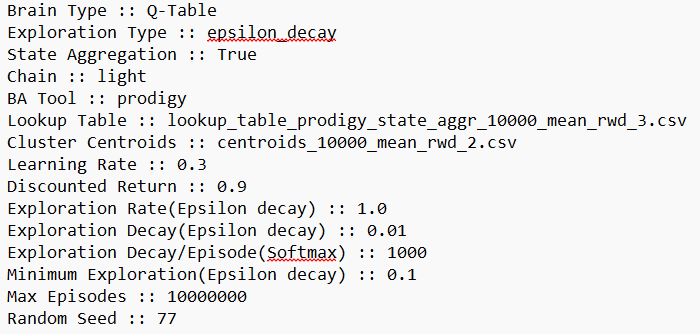 Brain Type :: Q-Table
Exploration Type :: epsilon_decay
State Aggregation :: True
Chain :: light
BA Tool :: prodigy
Lookup Table :: lookup_table_prodigy_state_aggr_10000_mean_rwd_3.csv
Cluster Centroids :: centroids_10000_mean_rwd_2.csv
Learning Rate :: 0.3
Discounted Return :: 0.9
Exploration Rate(Epsilon decay) :: 1.0
Exploration Decay(Epsilon decay) :: 0.01
Exploration Decay/Episode(Softmax) :: 1000
Minimum Exploration(Epsilon decay) :: 0.1
Max Episodes :: 10000000
Random Seed :: 77